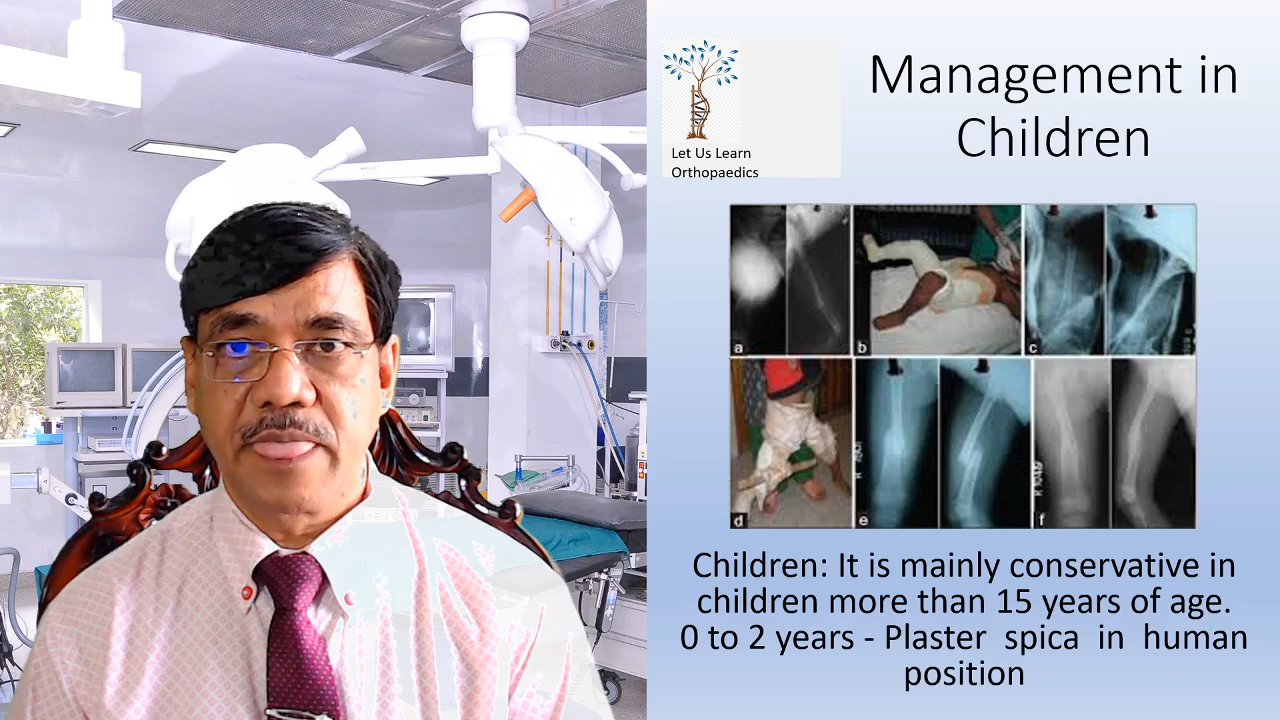 Management in
Children
Let Us Learn
Orthopaedics
a
b
c
d
e
f
Children: It is mainly conservative in
children more than 15 years of age.
0 to 2 years - Plaster spica in human
position